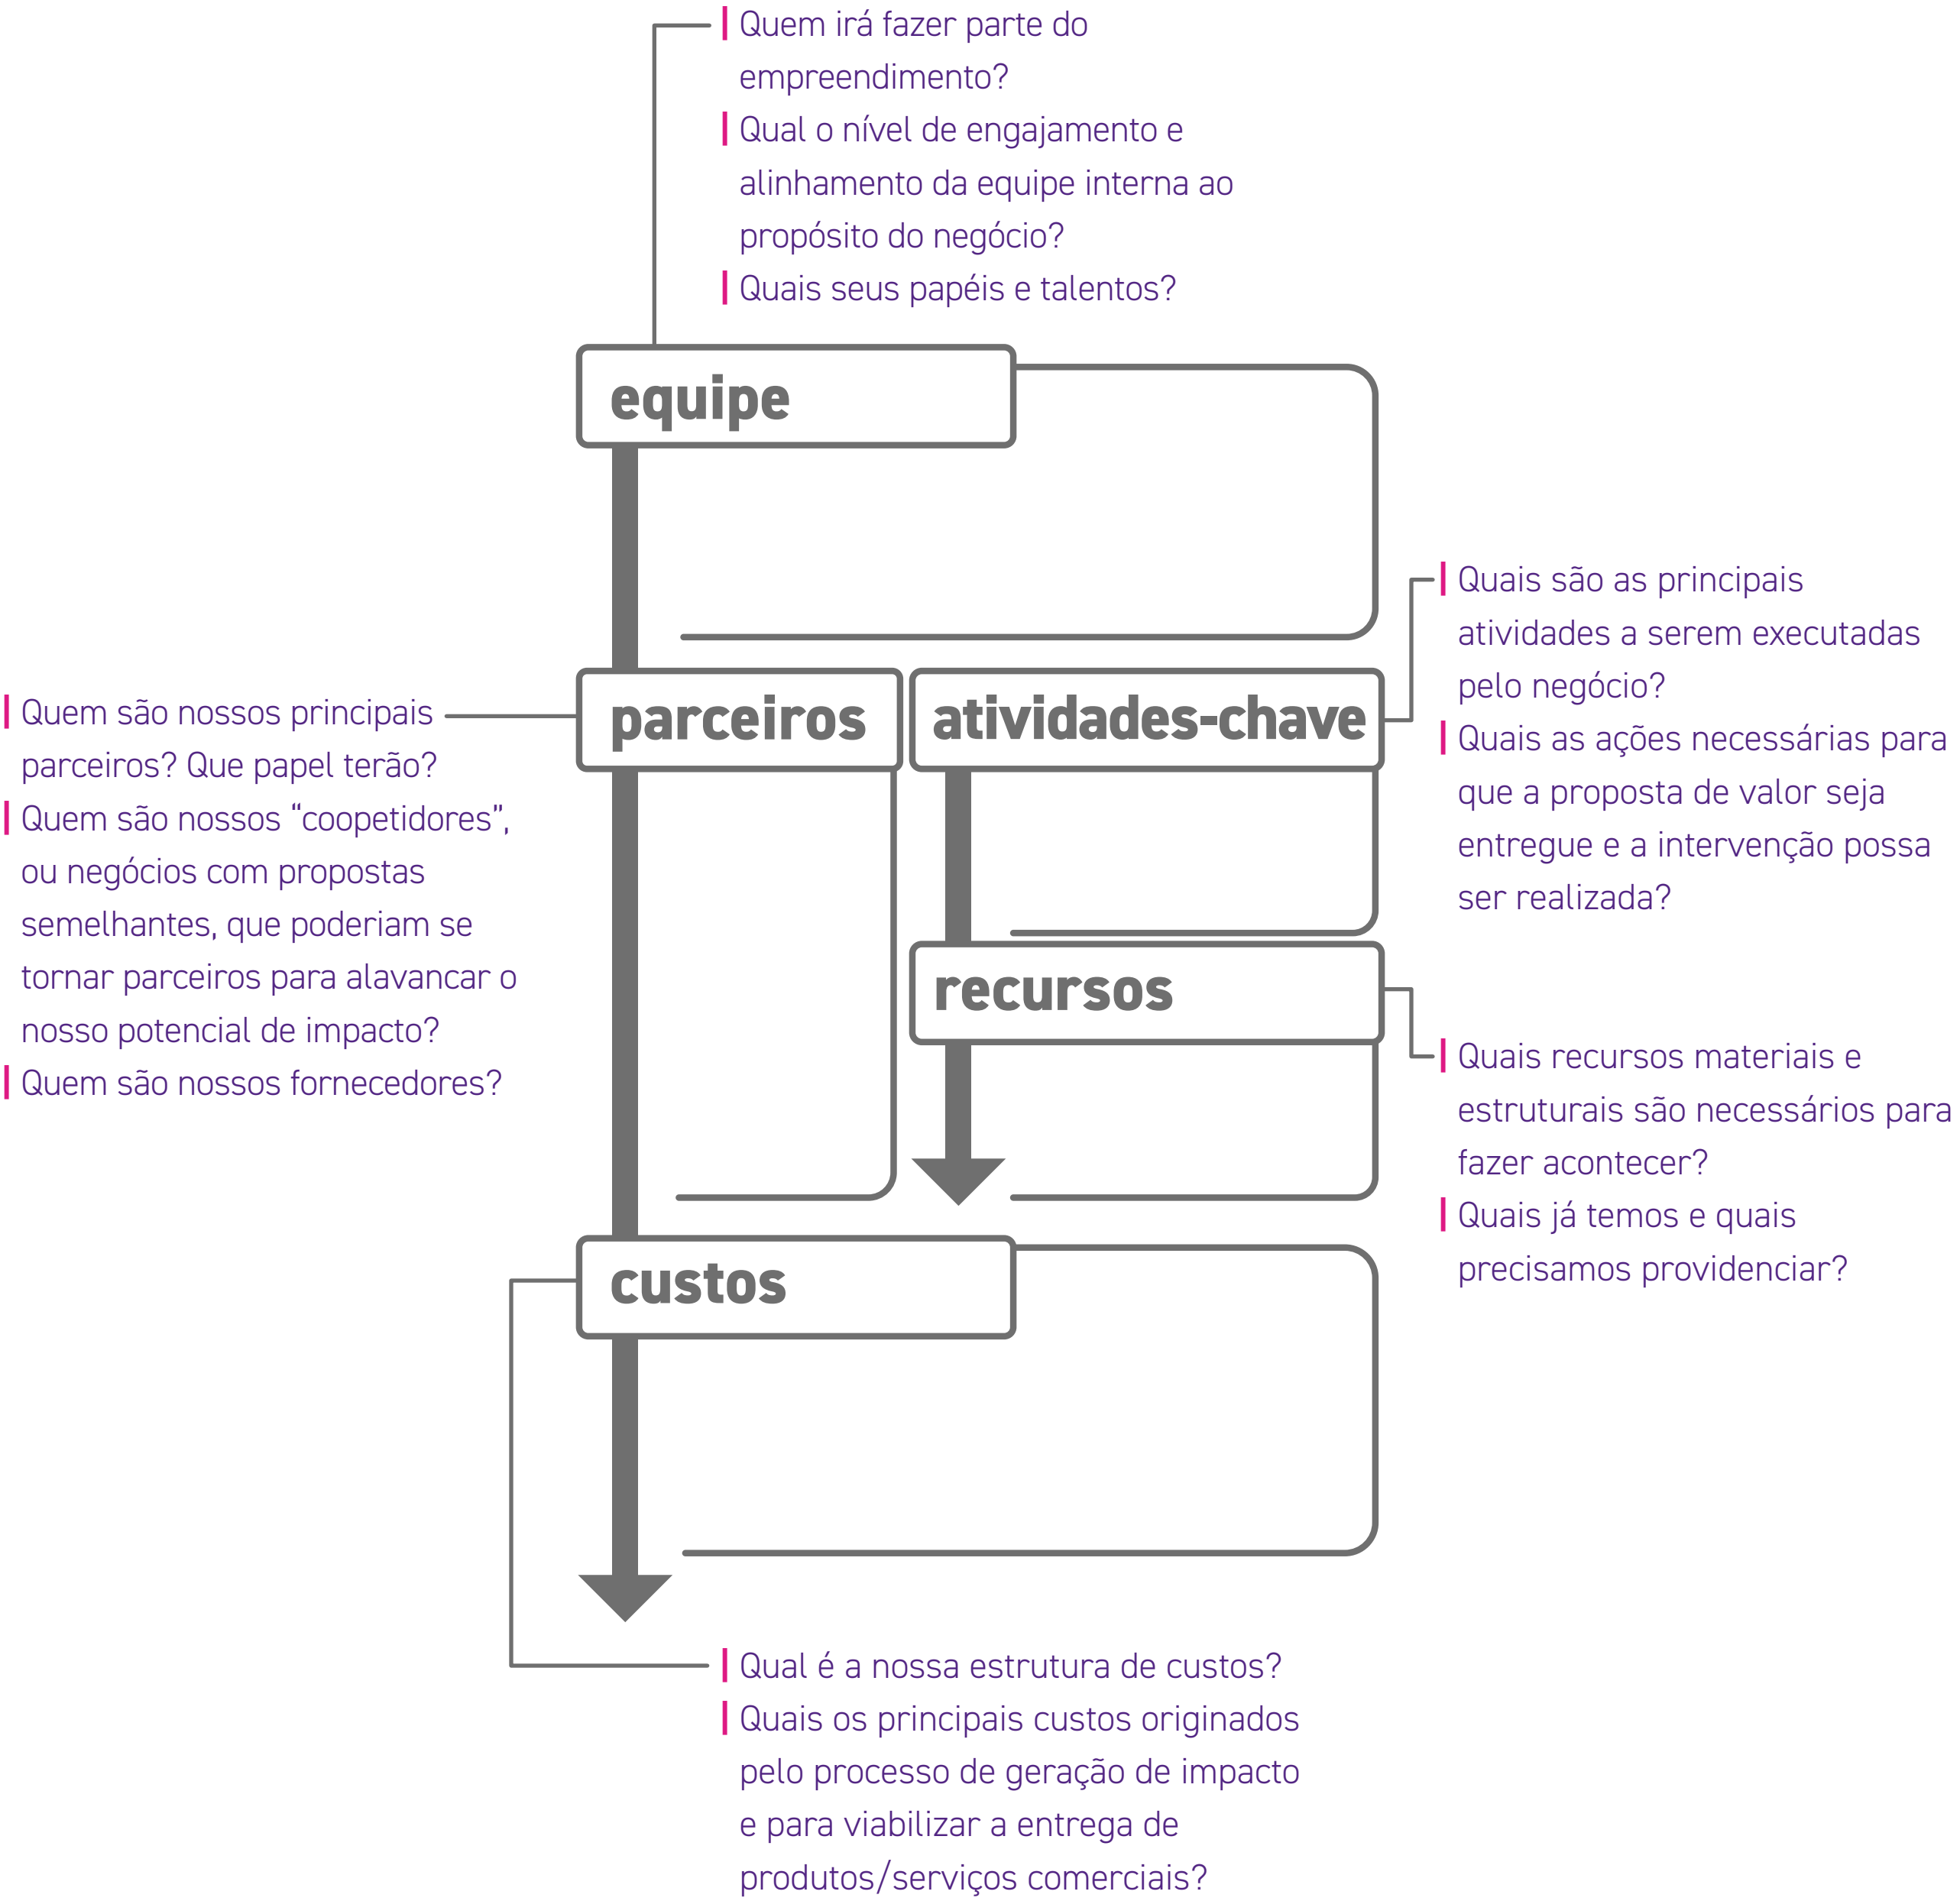 Quem irá fazer parte do
empreendimento?
Qual o nível de engajamento e
alinhamento da equipe interna ao
propósito do negócio?
Quais seus papéis e talentos?
equipe
parceiros
atividades-chave
recursos
custos
Quem são nossos principais
parceiros? Que papel terão?
Quem são nossos “coopetidores”,
ou negócios com propostas
semelhantes, que poderiam se
tornar parceiros para alavancar o
nosso potencial de impacto?
Quem são nossos fornecedores?
Quais são as principais
atividades a serem executadas
pelo negócio?
Quais as ações necessárias para
que a proposta de valor seja
entregue e a intervenção possa
ser realizada?
Quais recursos materiais e
estruturais são necessários para
fazer acontecer?
Quais já temos e quais
precisamos providenciar?
Qual é a nossa estrutura de custos?
Quais os principais custos originados
pelo processo de geração de impacto
e para viabilizar a entrega de
produtos/serviços comerciais?